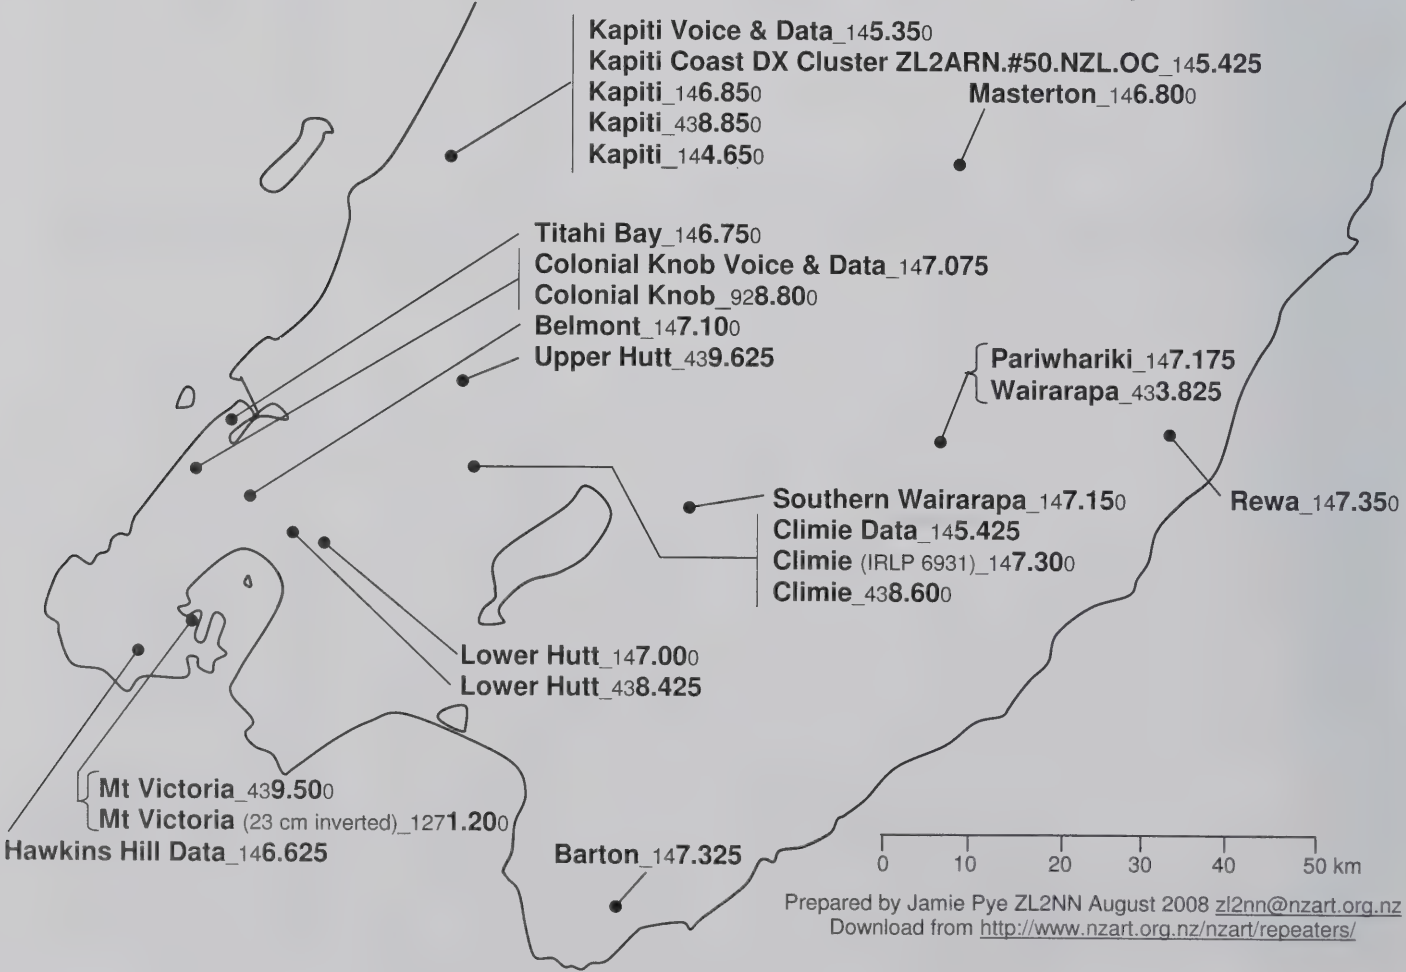 Kapiti Voice & Data_145.350
Kapiti Coast DX Cluster ZL2ARN.#50.NZL.OC_145.425
Kapiti_146.850
Masterton_146.800
Kapiti_438.850
Kapiti_144.650
Titahi Bay_146.750
Colonial Knob Voice & Data_147.075
Colonial Knob_928.800
Belmont_147.100
Upper Hutt_439.625
Pariwhariki_147.175
Wairarapa_433.825
Southern Wairarapa_147.150
Rewa_147.350
Climie Data_145.425
Climie (IRLP 6931)_147.300
Climie_438.600
Lower Hutt_147.000
Lower Hutt_438.425
Mt Victoria_439.500
Mt Victoria (23 cm inverted)_1271.200
Hawkins Hill Data_146.625
Barton_147.325
0 10 20 30 40 50 km
Prepared by Jamie Pye ZL2NN August 2008 zl2nn@nzart.org.nz
Download from http://www.nzart.org.nz/nzart/repeaters/